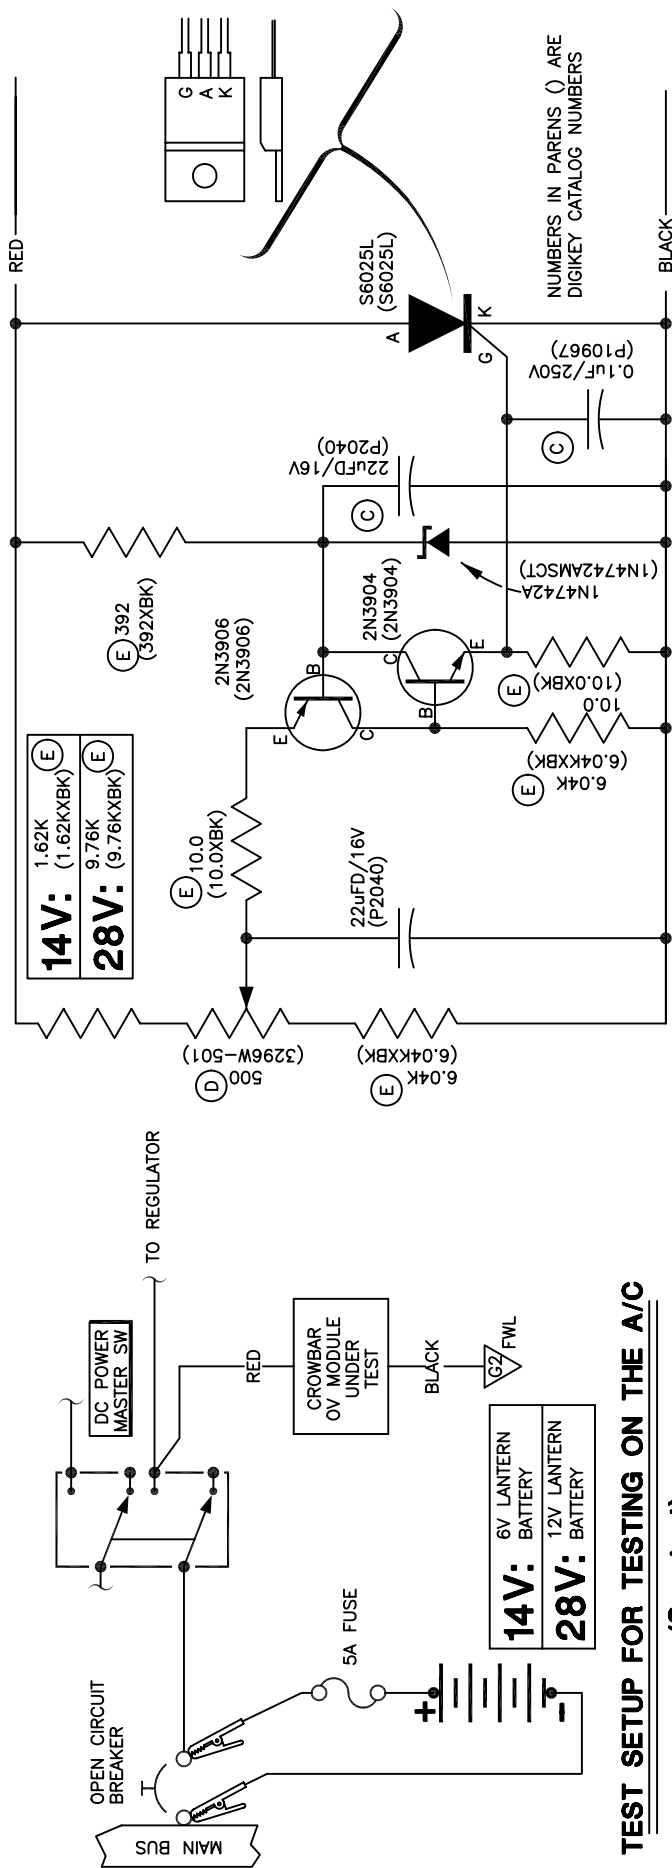 RED
BLACK
G
A
K
NUMBERS IN PARENS () ARE
DIGIKEY CATALOG NUMBERS
S6025L
(S6025L)
A
K
G
0.1uF/250V
(P10967)
C
22uFD/16V
(P2040)
C
E
392
(392XBK)
1N4742A
(1N4742AMSCT)
2N3906
(2N3906)
E
B
C
2N3904
(2N3904)
C
B
E
10.0
(10.0XBK)
E
6.04K
(6.04KXBK)
E
14V: 1.62K E
(1.62KXBK)
28V: 9.76K E
(9.76KXBK)
E
10.0
(10.0XBK)
22uFD/16V
(P2040)
500
(3296W-501)
D
6.04K
(6.04KXBK)
E
TO REGULATOR
DC POWER
MASTER SW
RED
CROWBAR
OV MODULE
UNDER
TEST
BLACK
G2
FWL
14V: 6V LANTERN
BATTERY
28V: 12V LANTERN
BATTERY
5A FUSE
+
-
OPEN CIRCUIT
BREAKER
MAIN BUS
TEST SETUP FOR TESTING ON THE A/C